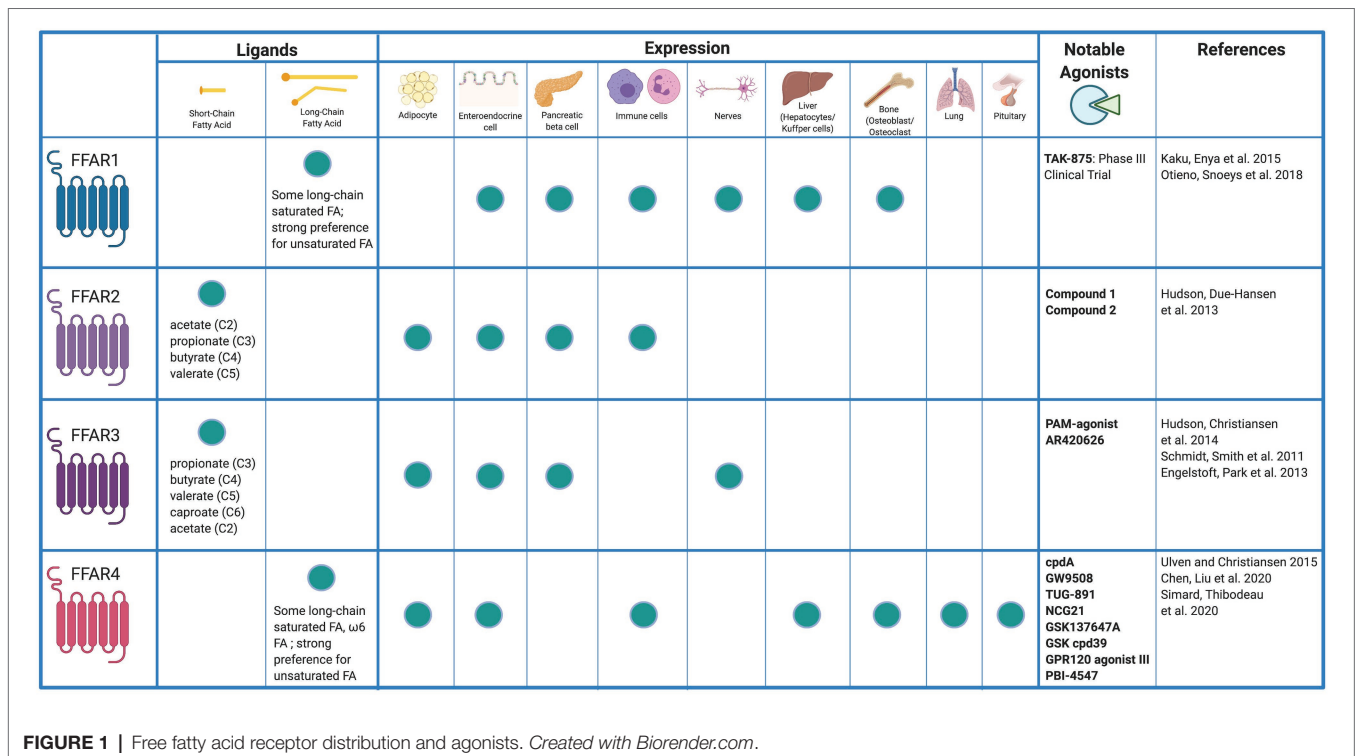 Ligands
Expression
Notable
Agonists
References
Short-Chain
Fatty Acid
Long-Chain
Fatty Acid
Adipocyte
Enteroendocrine
cell
Pancreatic
beta cell
Immune cells
Nerves
Liver
(Hepatocytes/
Kuffper cells)
Bone
(Osteoblast/
Osteoclast
Lung
Pituitary
FFAR1
Some long-chain
saturated FA;
strong preference
for unsaturated FA
TAK-875: Phase III
Clinical Trial
Kaku, Enya et al. 2015
Otieno, Snoeys et al. 2018
FFAR2
acetate (C2)
propionate (C3)
butyrate (C4)
valerate (C5)
Compound 1
Compound 2
Hudson, Due-Hansen
et al. 2013
FFAR3
propionate (C3)
butyrate (C4)
valerate (C5)
caproate (C6)
acetate (C2)
PAM-agonist
AR420626
Hudson, Christiansen
et al. 2014
Schmidt, Smith et al. 2011
Engelstoft, Park et al. 2013
FFAR4
Some long-chain
saturated FA, ω6
FA ; strong
preference for
unsaturated FA
cpdA
GW9508
TUG-891
NCG21
GSK137647A
GSK cpd39
GPR120 agonist III
PBI-4547
Ulven and Christiansen 2015
Chen, Liu et al. 2020
Simard, Thibodeau
et al. 2020
FIGURE 1 | Free fatty acid receptor distribution and agonists. Created with Biorender.com.